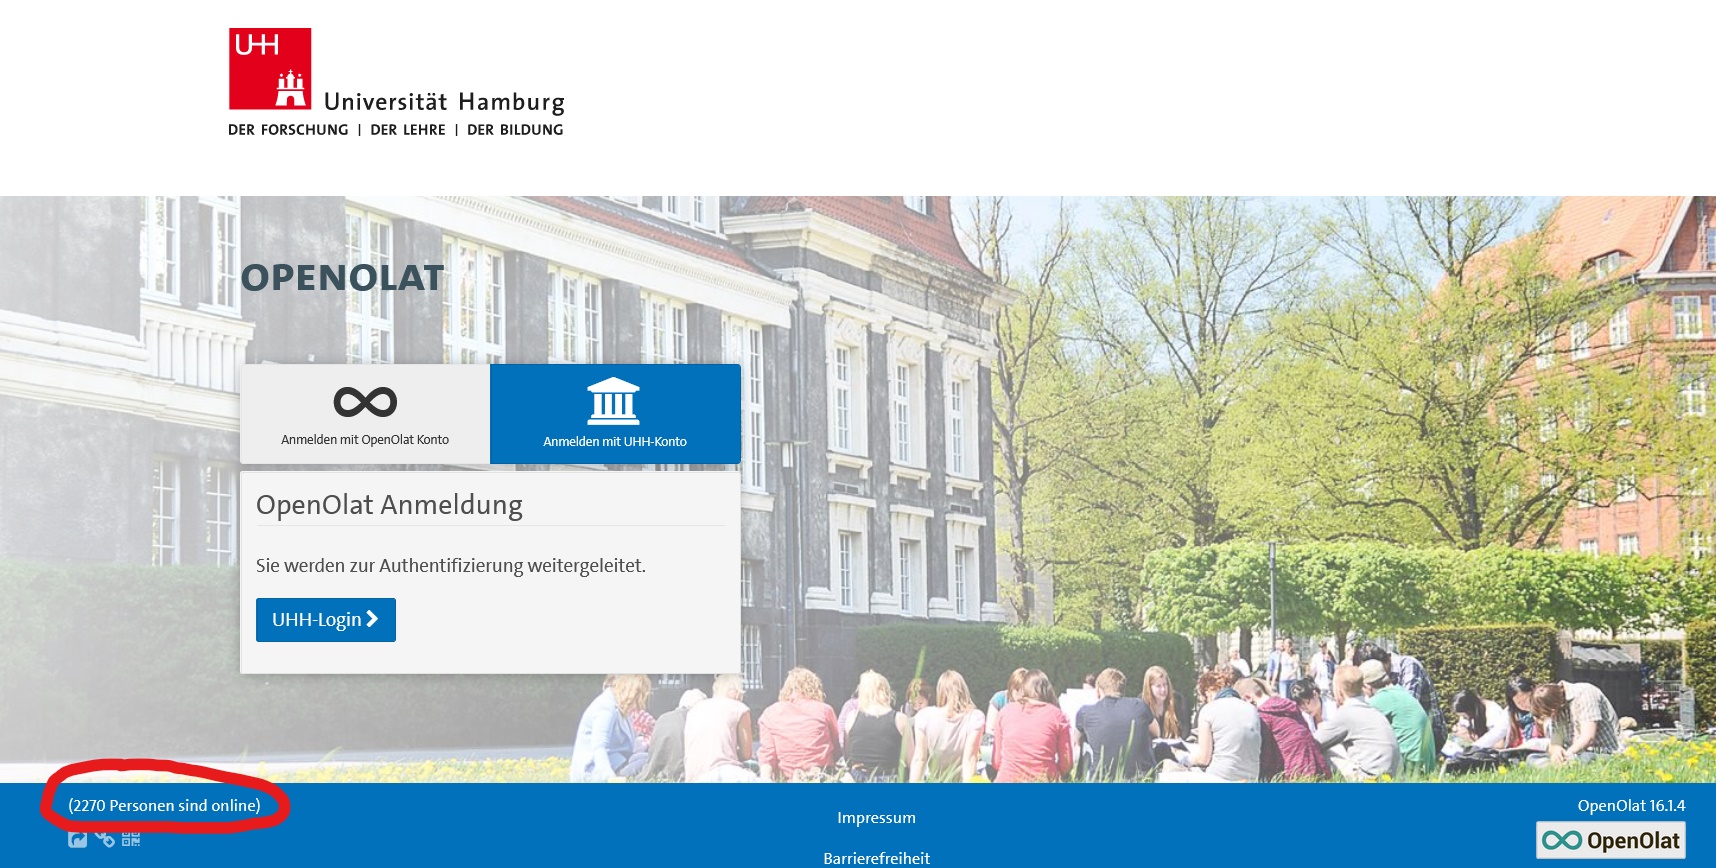 UHH
Universität Hamburg
DER FORSCHUNG | DER LEHRE | DER BILDUNG
OPENOLAT
Anmelden mit OpenOlat Konto
Anmelden mit UHH-Konto
OpenOlat Anmeldung
Sie werden zur Authentifizierung weitergeleitet.
UHH-Login
(2270 Personen sind online)
Impressum
Barrierefreiheit
OpenOlat 16.1.4
OpenOlat